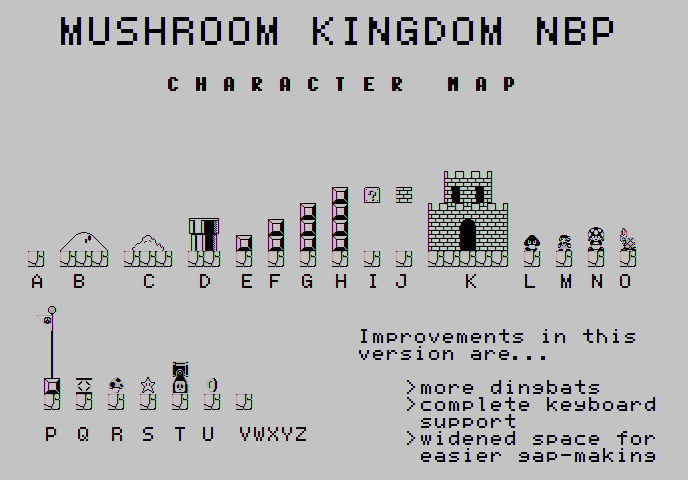 MUSHROOM KINGDOM NBP
CHARACTER MAP
?
A B C D E F G H I J K L M N O
Improvements in this
version are...
>more dingbats
>complete keyboard
support
>widened space for
easier gap-making
P Q R S T U VWXYZ